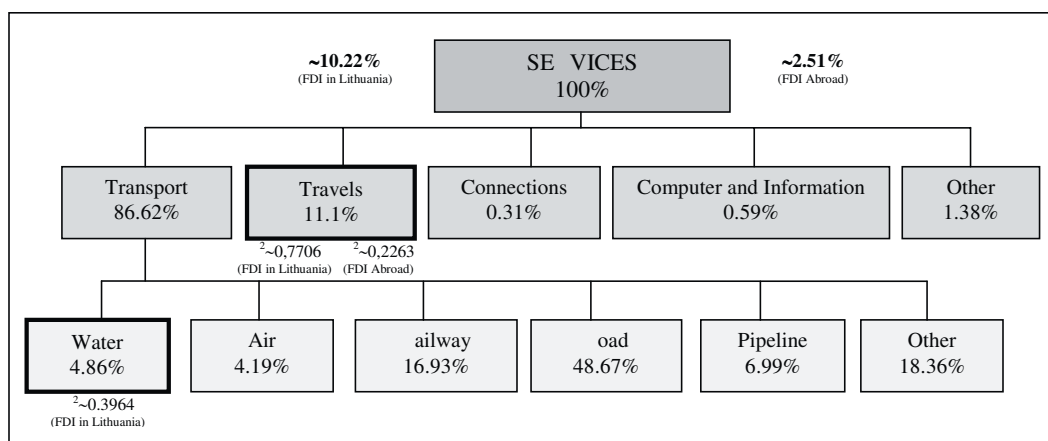 ~10.22%
(FDI in Lithuania)
SE VICES
100%
~2.51%
(FDI Abroad)
Transport
86.62%
Travels
11.1%
Connections
0.31%
Computer and Information
0.59%
Other
1.38%
²~0,7706
(FDI in Lithuania)
²~0,2263
(FDI Abroad)
Water
4.86%
Air
4.19%
ailway
16.93%
oad
48.67%
Pipeline
6.99%
Other
18.36%
²~0.3964
(FDI in Lithuania)